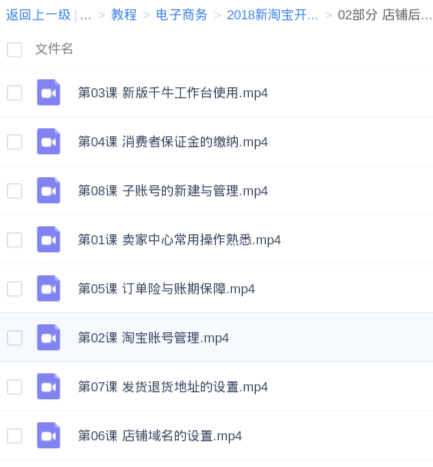 返回上一级 | ... > 教程 > 电子商务 > 2018新淘宝开... > 02部分 店铺后...
文件名
第03课 新版千牛工作台使用.mp4
第04课 消费者保证金的缴纳.mp4
第08课 子账号的新建与管理.mp4
第01课 卖家中心常用操作熟悉.mp4
第05课 订单险与账期保障.mp4
第02课 淘宝账号管理.mp4
第07课 发货退货地址的设置.mp4
第06课 店铺域名的设置.mp4